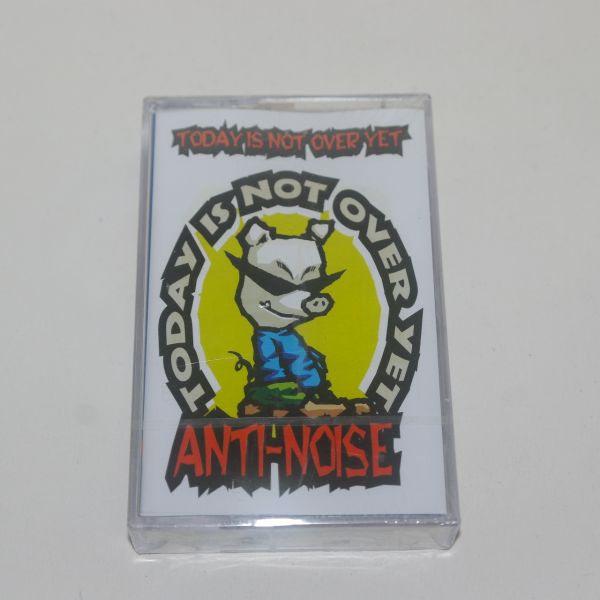 TODAY IS NOT OVER YET
TODAY IS NOT OVER YET
ANTI-NOISE